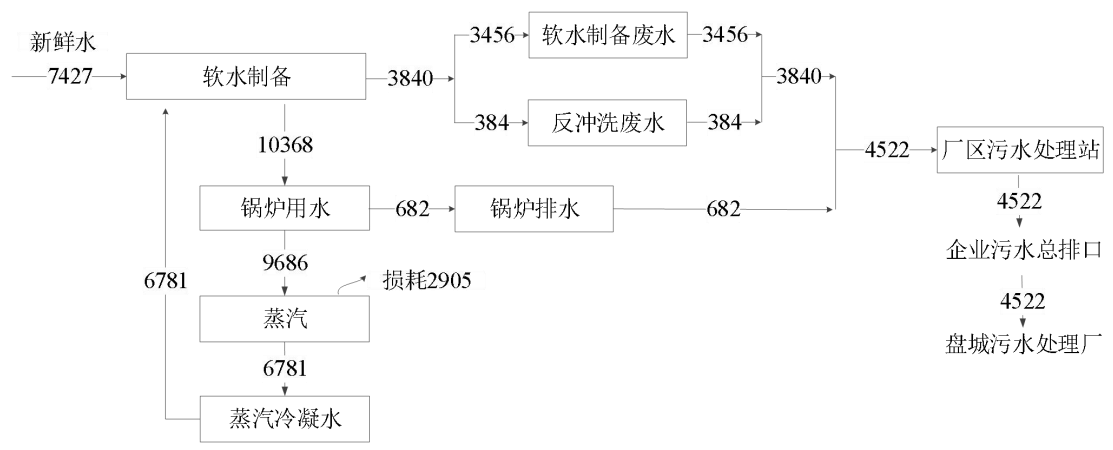 新鲜水
7427
软水制备
3840
3456
软水制备废水
3456
384
反冲洗废水
384
3840
4522
厂区污水处理站
10368
锅炉用水
682
锅炉排水
682
4522
企业污水总排口
9686
损耗2905
6781
蒸汽
4522
盘城污水处理厂
6781
蒸汽冷凝水